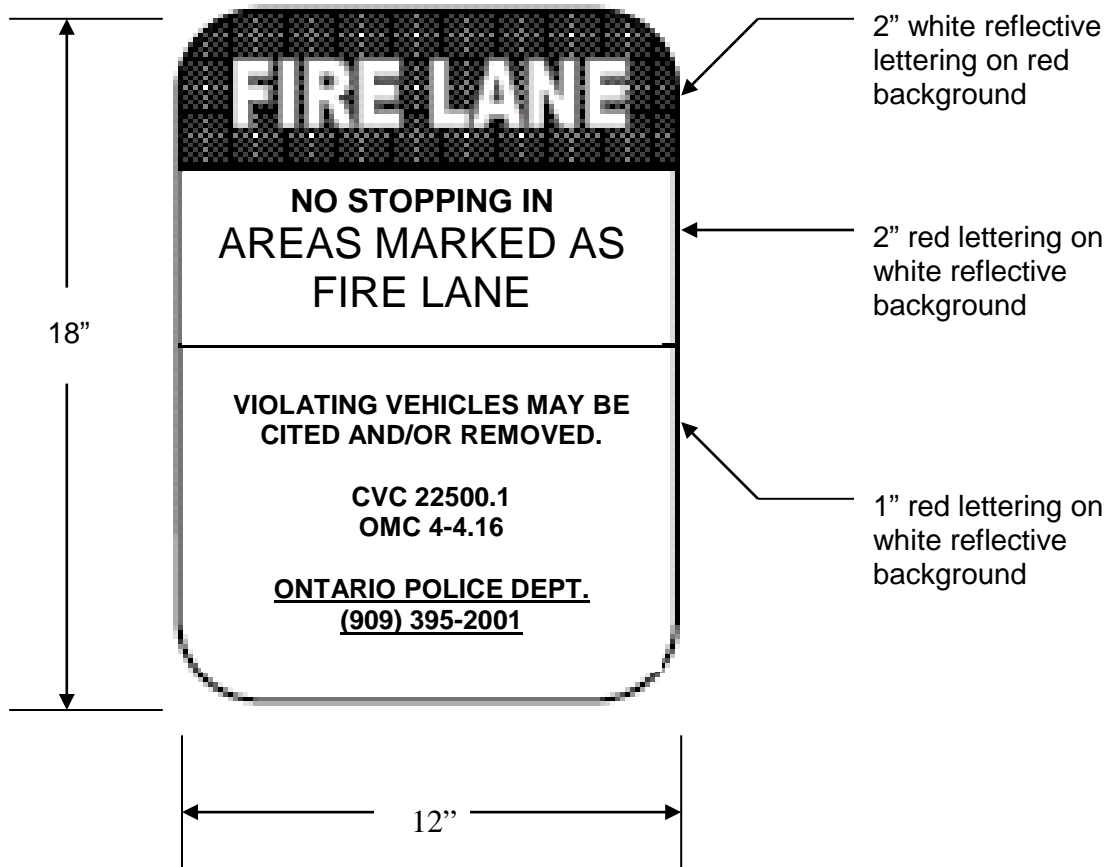 FIRE LANE
NO STOPPING IN
AREAS MARKED AS
FIRE LANE
VIOLATING VEHICLES MAY BE
CITED AND/OR REMOVED.
CVC 22500.1
OMC 4-4.16
ONTARIO POLICE DEPT.
(909) 395-2001
18”
12”
2” white reflective
lettering on red
background
2” red lettering on
white reflective
background
1” red lettering on
white reflective
background